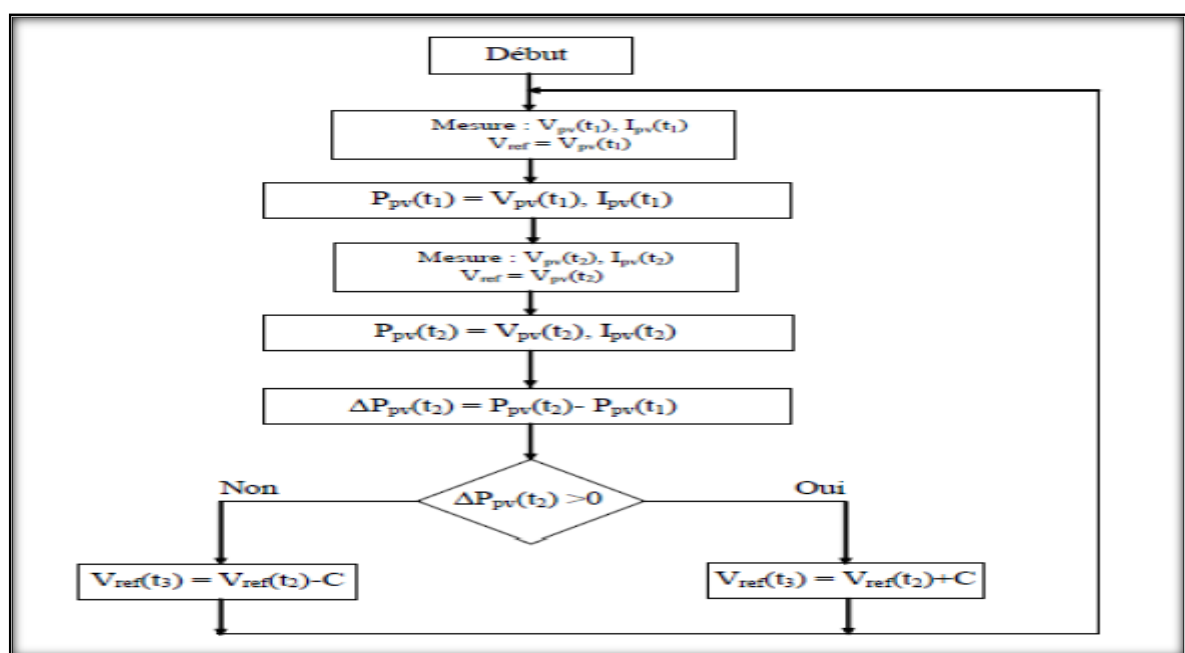 Début
Mesure : Vpv(t1), Ipv(t1)
Vref = Vpv(t1)
Ppv(t1) = Vpv(t1), Ipv(t1)
Mesure : Vpv(t2), Ipv(t2)
Vref = Vpv(t2)
Ppv(t2) = Vpv(t2), Ipv(t2)
ΔPpv(t2) = Ppv(t2)- Ppv(t1)
Non
ΔPpv(t2) >0
Oui
Vref(t3) = Vref(t2)-C
Vref(t3) = Vref(t2)+C